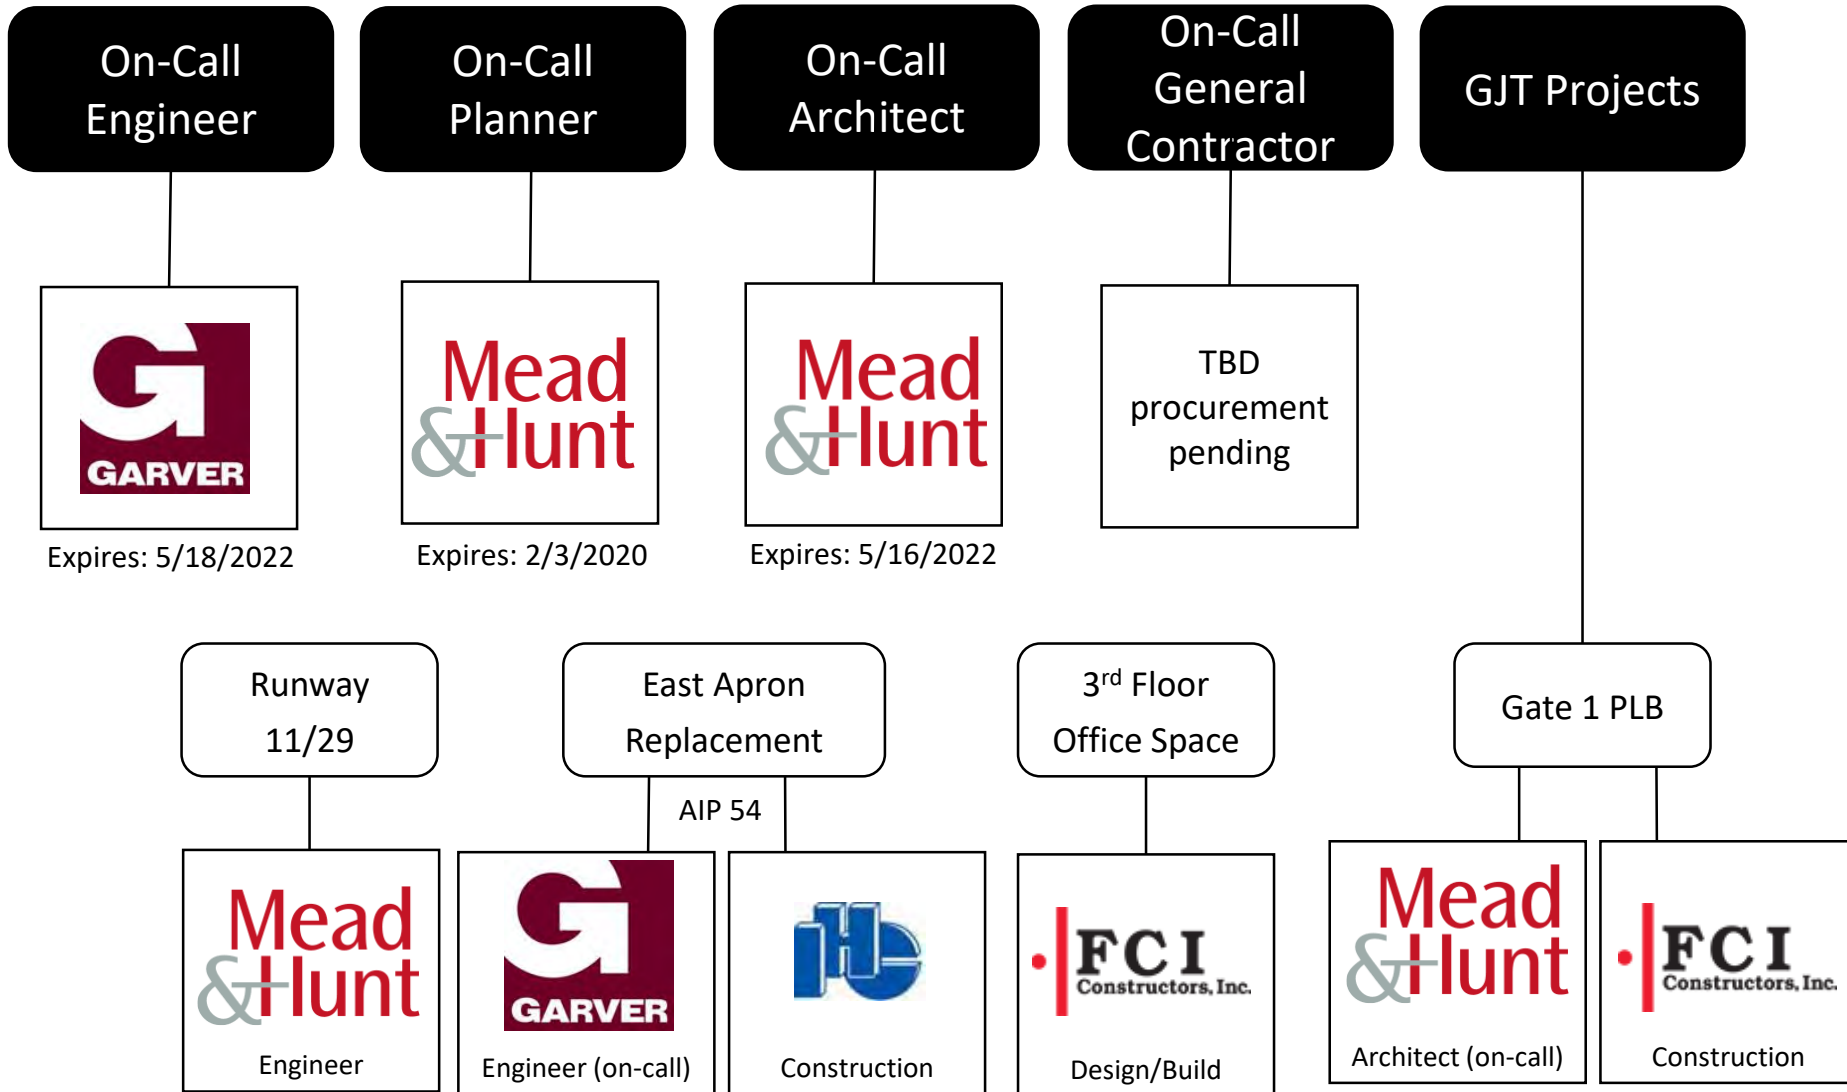 On-Call
Engineer
On-Call
Planner
On-Call
Architect
On-Call
General
Contractor
GJT Projects
GARVER
Mead
&Hunt
Mead
&Hunt
TBD
procurement
pending
Expires: 5/18/2022
Expires: 2/3/2020
Expires: 5/16/2022
Runway
11/29
East Apron
Replacement
3rd Floor
Office Space
Gate 1 PLB
AIP 54
Mead
&Hunt
Engineer
GARVER
Engineer (on-call)
Construction
FCI
Constructors, Inc.
Design/Build
Mead
&Hunt
Architect (on-call)
FCI
Constructors, Inc.
Construction